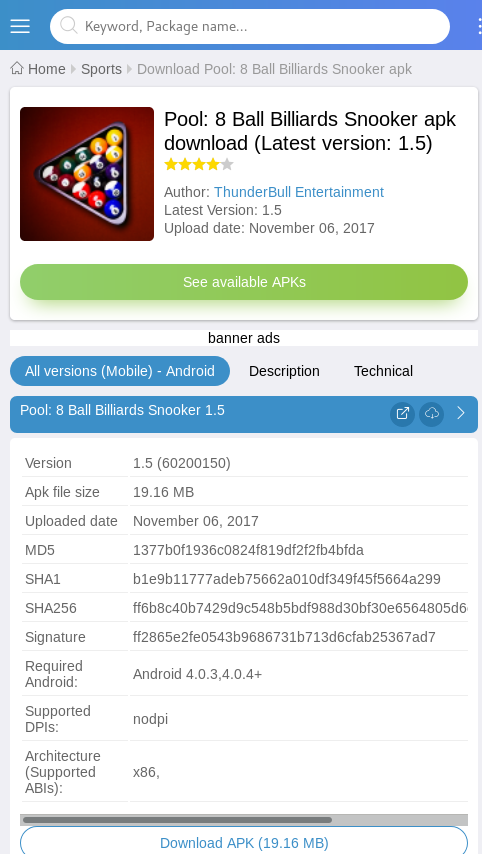 Keyword, Package name...
Home Sports Download Pool: 8 Ball Billiards Snooker apk
Pool: 8 Ball Billiards Snooker apk
download (Latest version: 1.5)
Author: ThunderBull Entertainment
Latest Version: 1.5
Upload date: November 06, 2017
See available APKs
banner ads
All versions (Mobile) - Android Description Technical
Pool: 8 Ball Billiards Snooker 1.5
Version 1.5 (60200150)
Apk file size 19.16 MB
Uploaded date November 06, 2017
MD5 1377b0f1936c0824f819df2f2fb4bfda
SHA1 b1e9b11777adeb75662a010df349f45f5664a299
SHA256 ff6b8c40b7429d9c548b5bdf988d30bf30e6564805d6
Signature ff2865e2fe0543b9686731b713d6cfab25367ad7
Required
Android:
Android 4.0.3,4.0.4+
Supported
DPIs:
nodpi
Architecture
(Supported
ABIs):
x86,
Download APK (19.16 MB)